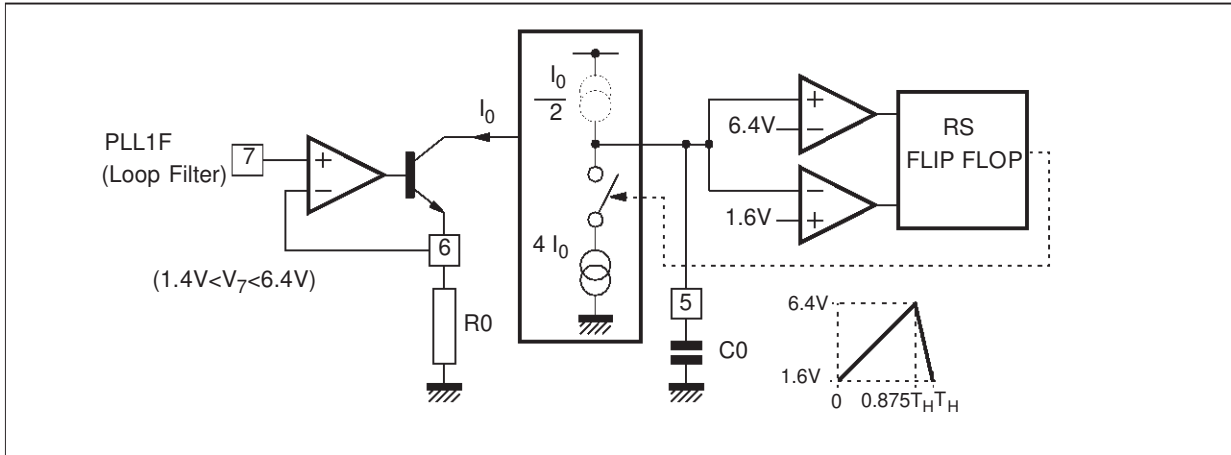 PLL1F
(Loop Filter)
7
I0
I0
2
4 I0
6
(1.4V<V7<6.4V)
R0
5
C0
6.4V
1.6V
+
−
+
−
−
+
RS
FLIP FLOP
6.4V
1.6V
0
0.875TH TH